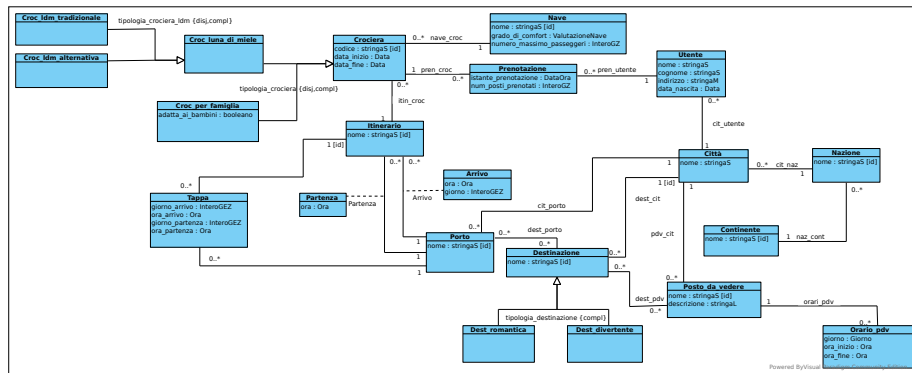 Croc_ldm_tradizionale
tipologia_crociera_ldm {disj,compl}
Croc_luna_di_miele
Croc_ldm_alternativa
Crociera
codice : stringaS [id]
data_inizio : Data
data_fine : Data
0..* nave_croc
1
Nave
nome : stringaS [id]
grado_di_comfort : ValutazioneNave
numero_massimo_passeggeri : InteroGZ
1 pren_croc
0..*
Prenotazione
istante_prenotazione : DataOra
num_posti_prenotati : InteroGZ
0..* pren_utente
1
Utente
nome : stringaS
cognome : stringaS
indirizzo : stringaM
data_nascita : Data
0..*
cit_utente
1
tipologia_crociera {disj,compl}
Croc_per_famiglia
adatta_ai_bambini : booleano
0..*
itin_croc
1
Itinerario
nome : stringaS [id]
1 [id]
0..*
0..*
0..*
Tappa
giorno_arrivo : InteroGEZ
ora_arrivo : Ora
giorno_partenza : InteroGEZ
ora_partenza : Ora
0..*
1
Partenza
ora : Ora
Partenza
1
Arrivo
ora : Ora
giorno : InteroGEZ
Arrivo
1
Città
nome : stringaS
1
1 [id]
0..* cit_naz
1
Nazione
nome : stringaS [id]
0..*
Continente
nome : stringaS [id]
1 naz_cont
cit_porto
0..*
Porto
nome : stringaS [id]
0..*
dest_porto
0..*
Destinazione
nome : stringaS [id]
0..*
dest_cit
0..*
dest_pdv
0..*
pdv_cit
0..*
Posto_da_vedere
nome : stringaS [id]
descrizione : stringaL
1
orari_pdv
0..*
Orario_pdv
giorno : Giorno
ora_inizio : Ora
ora_fine : Ora
tipologia_destinazione {compl}
Dest_romantica
Dest_divertente
Powered ByVisual